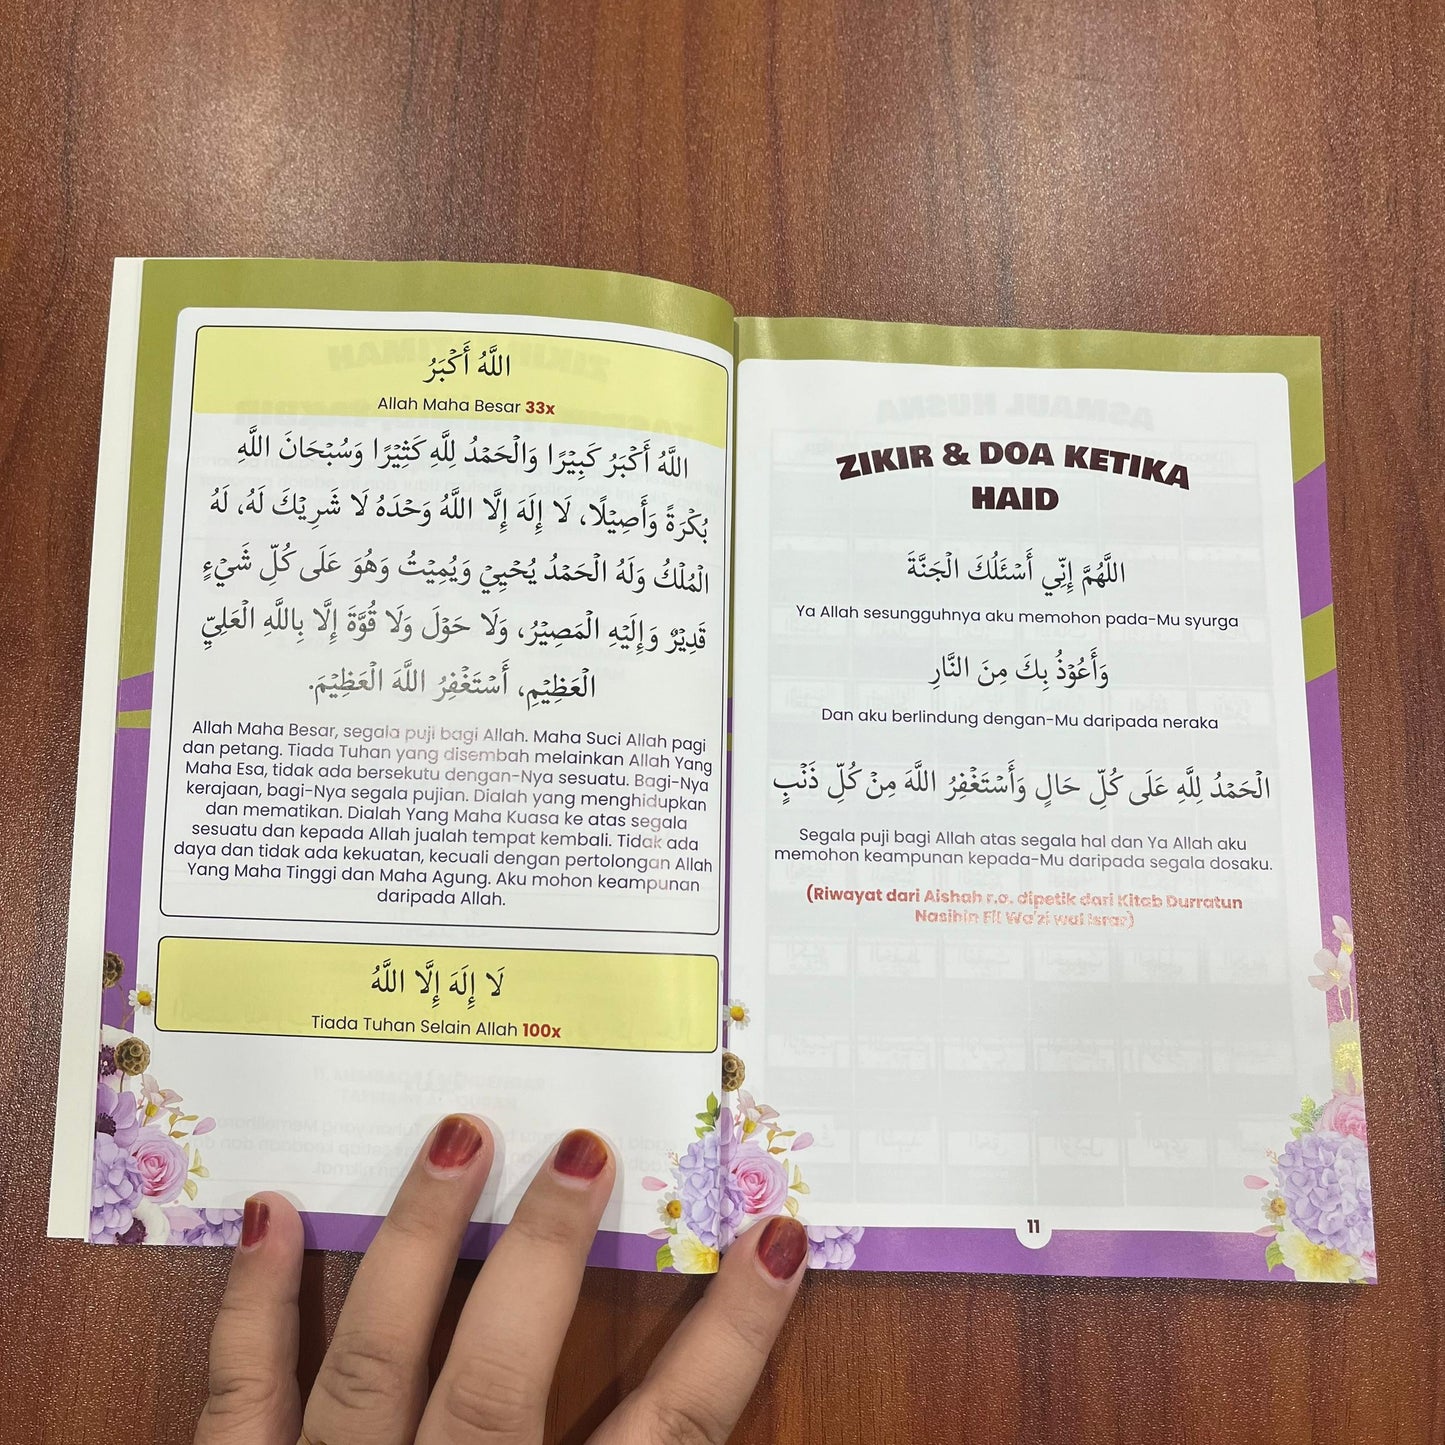 اللَّهُ أَكْبَرُ
Allah Maha Besar 33x
اللَّهُ أَكْبَرُ كَبِيْرًا وَالْحَمْدُ لِلَّهِ كَثِيْرًا وَسُبْحَانَ اللَّهِ
بُكْرَةً وَأَصِيْلًا، لَا إِلَهَ إِلَّا اللَّهُ وَحْدَهُ لَا شَرِيْكَ لَهُ، لَهُ
الْمُلْكُ وَلَهُ الْحَمْدُ يُحْيِيْ وَيُمِيْتُ وَهُوَ عَلَى كُلِّ شَيْءٍ
قَدِيْرٌ وَإِلَيْهِ الْمَصِيْرُ، وَلَا حَوْلَ وَلَا قُوَّةَ إِلَّا بِاللَّهِ الْعَلِيِّ
الْعَظِيْمِ، أَسْتَغْفِرُ اللَّهَ الْعَظِيْمَ.
Allah Maha Besar, segala puji bagi Allah. Maha Suci Allah pagi
dan petang. Tiada Tuhan yang disembah melainkan Allah Yang
Maha Esa, tidak ada bersekutu dengan-Nya sesuatu. Bagi-Nya
kerajaan, bagi-Nya segala pujian. Dialah yang menghidupkan
dan mematikan. Dialah Yang Maha Kuasa ke atas segala
sesuatu dan kepada Allah jualah tempat kembali. Tidak ada
daya dan tidak ada kekuatan, kecuali dengan pertolongan Allah
Yang Maha Tinggi dan Maha Agung. Aku mohon keampunan
daripada Allah.
لَا إِلَهَ إِلَّا اللَّهُ
Tiada Tuhan Selain Allah 100x
ZIKIR & DOA KETIKA
HAID
اللَّهُمَّ إِنِّي أَسْئَلُكَ الْجَنَّةَ
Ya Allah sesungguhnya aku memohon pada-Mu syurga
وَأَعُوْذُ بِكَ مِنَ النَّارِ
Dan aku berlindung dengan-Mu daripada neraka
الْحَمْدُ لِلَّهِ عَلَى كُلِّ حَالٍ وَأَسْتَغْفِرُ اللَّهَ مِنْ كُلِّ ذَنْبٍ
Segala puji bagi Allah atas segala hal dan Ya Allah aku
memohon keampunan kepada-Mu daripada segala dosaku.
(Riwayat dari Aishah r.o. dipetik dari Kitab Durratun
Nasihin Fil Wa'zi wal Israr)
11